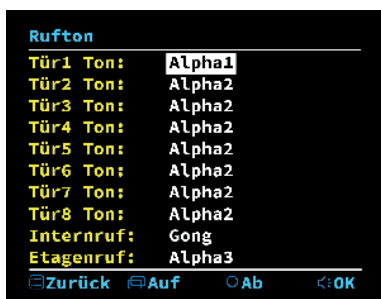 Rufton
Tür1 Ton: Alpha1
Tür2 Ton: Alpha2
Tür3 Ton: Alpha2
Tür4 Ton: Alpha2
Tür5 Ton: Alpha2
Tür6 Ton: Alpha2
Tür7 Ton: Alpha2
Tür8 Ton: Alpha2
Internruf: Gong
Etagenruf: Alpha3
Zurück Auf Ab OK